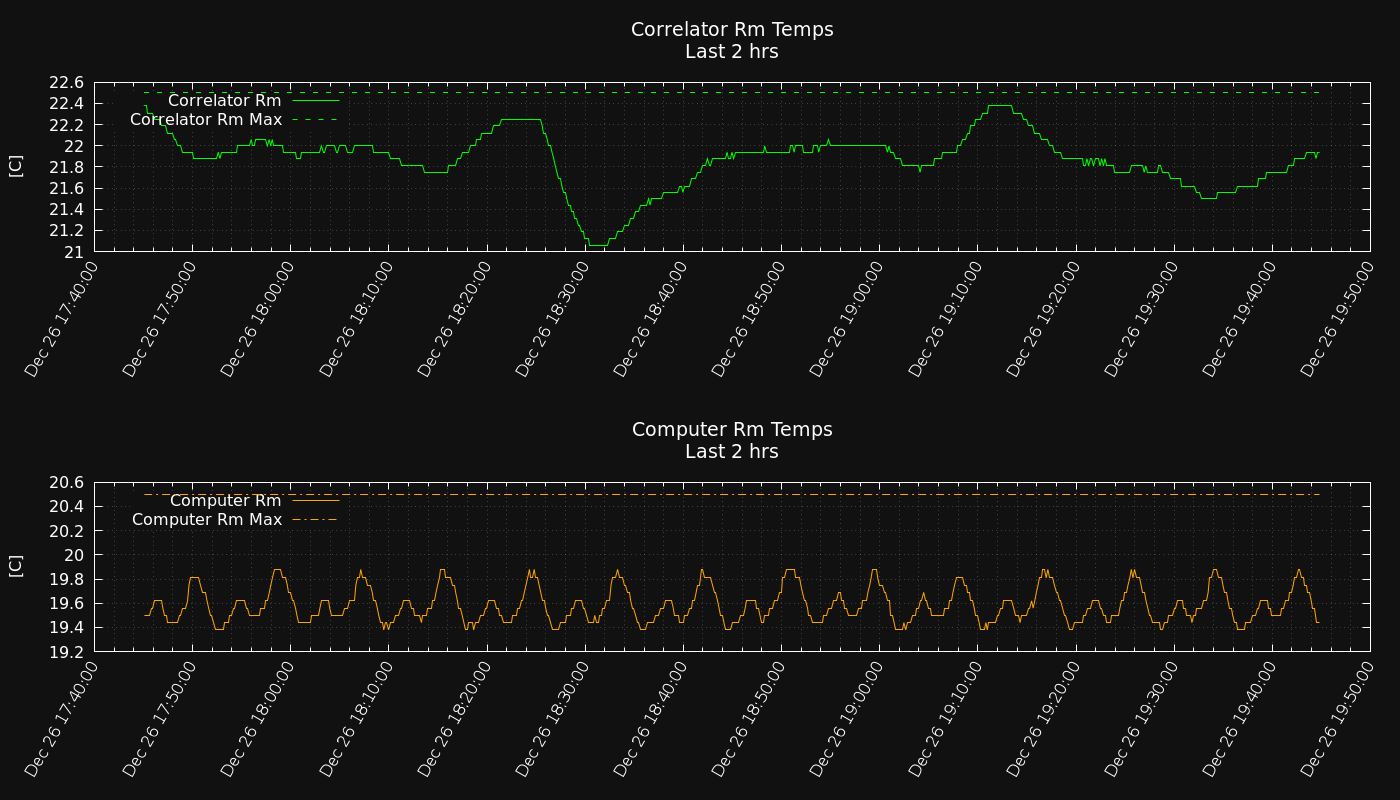 Correlator Rm Temps
Last 2 hrs
22.6
22.4
22.2
22
21.8
21.6
21.4
21.2
21
[C]
Correlator Rm
Correlator Rm Max
Dec 26 17:40:00
Dec 26 17:50:00
Dec 26 18:00:00
Dec 26 18:10:00
Dec 26 18:20:00
Dec 26 18:30:00
Dec 26 18:40:00
Dec 26 18:50:00
Dec 26 19:00:00
Dec 26 19:10:00
Dec 26 19:20:00
Dec 26 19:30:00
Dec 26 19:40:00
Dec 26 19:50:00
Computer Rm Temps
Last 2 hrs
20.6
20.4
20.2
20
19.8
19.6
19.4
19.2
[C]
Computer Rm
Computer Rm Max
Dec 26 17:40:00
Dec 26 17:50:00
Dec 26 18:00:00
Dec 26 18:10:00
Dec 26 18:20:00
Dec 26 18:30:00
Dec 26 18:40:00
Dec 26 18:50:00
Dec 26 19:00:00
Dec 26 19:10:00
Dec 26 19:20:00
Dec 26 19:30:00
Dec 26 19:40:00
Dec 26 19:50:00